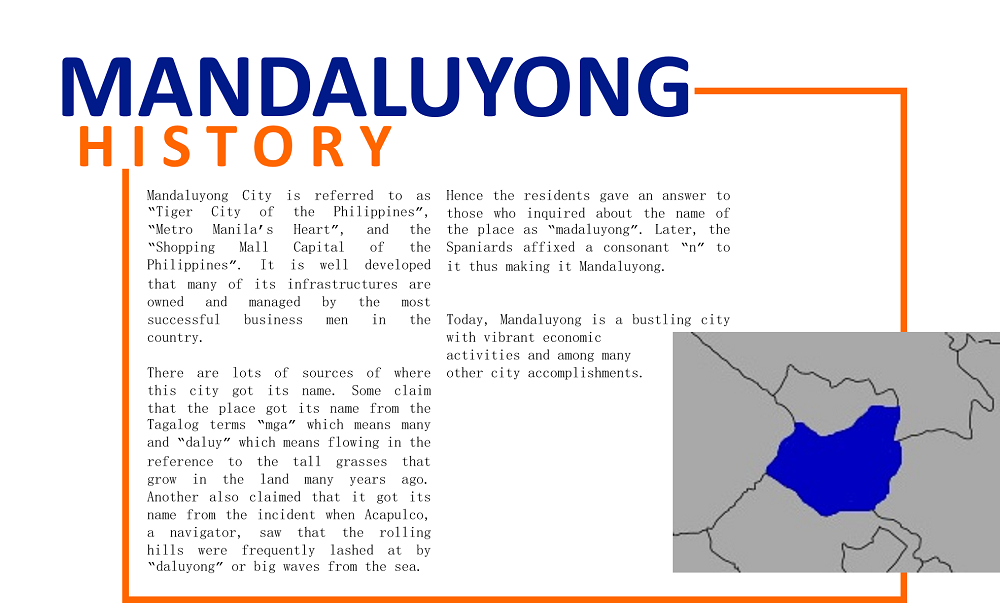 MANDALUYONG
HISTORY
Mandaluyong City is referred to as
“Tiger City of the Philippines”,
“Metro Manila’s Heart”, and the
“Shopping Mall Capital of the
Philippines”. It is well developed
that many of its infrastructures are
owned and managed by the most
successful business men in the
country.
There are lots of sources of where
this city got its name. Some claim
that the place got its name from the
Tagalog terms “mga” which means many
and “daluy” which means flowing in the
reference to the tall grasses that
grow in the land many years ago.
Another also claimed that it got its
name from the incident when Acapulco,
a navigator, saw that the rolling
hills were frequently lashed at by
“daluyong” or big waves from the sea.
Hence the residents gave an answer to
those who inquired about the name of
the place as “madaluyong”. Later, the
Spaniards affixed a consonant “n” to
it thus making it Mandaluyong.
Today, Mandaluyong is a bustling city
with vibrant economic
activities and among many
other city accomplishments.